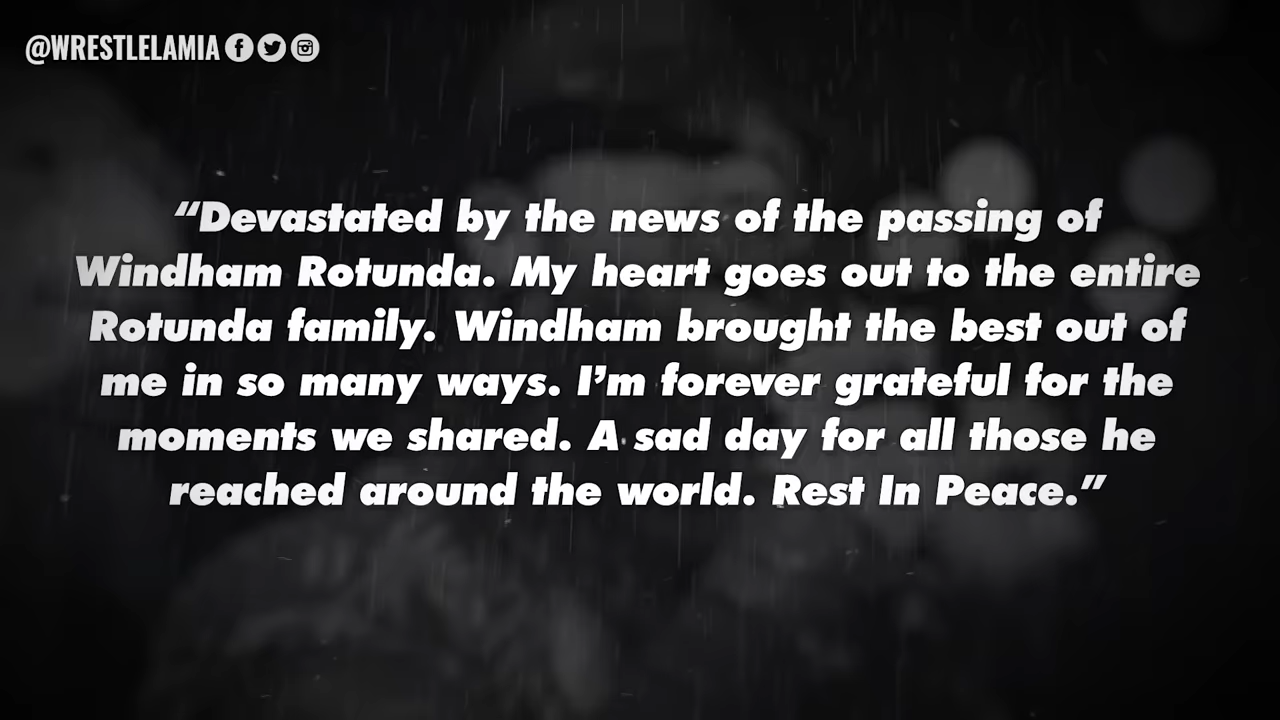 @WRESTLELAMIA
“Devastated by the news of the passing of
Windham Rotunda. My heart goes out to the entire
Rotunda family. Windham brought the best out of
me in so many ways. I’m forever grateful for the
moments we shared. A sad day for all those he
reached around the world. Rest In Peace.”